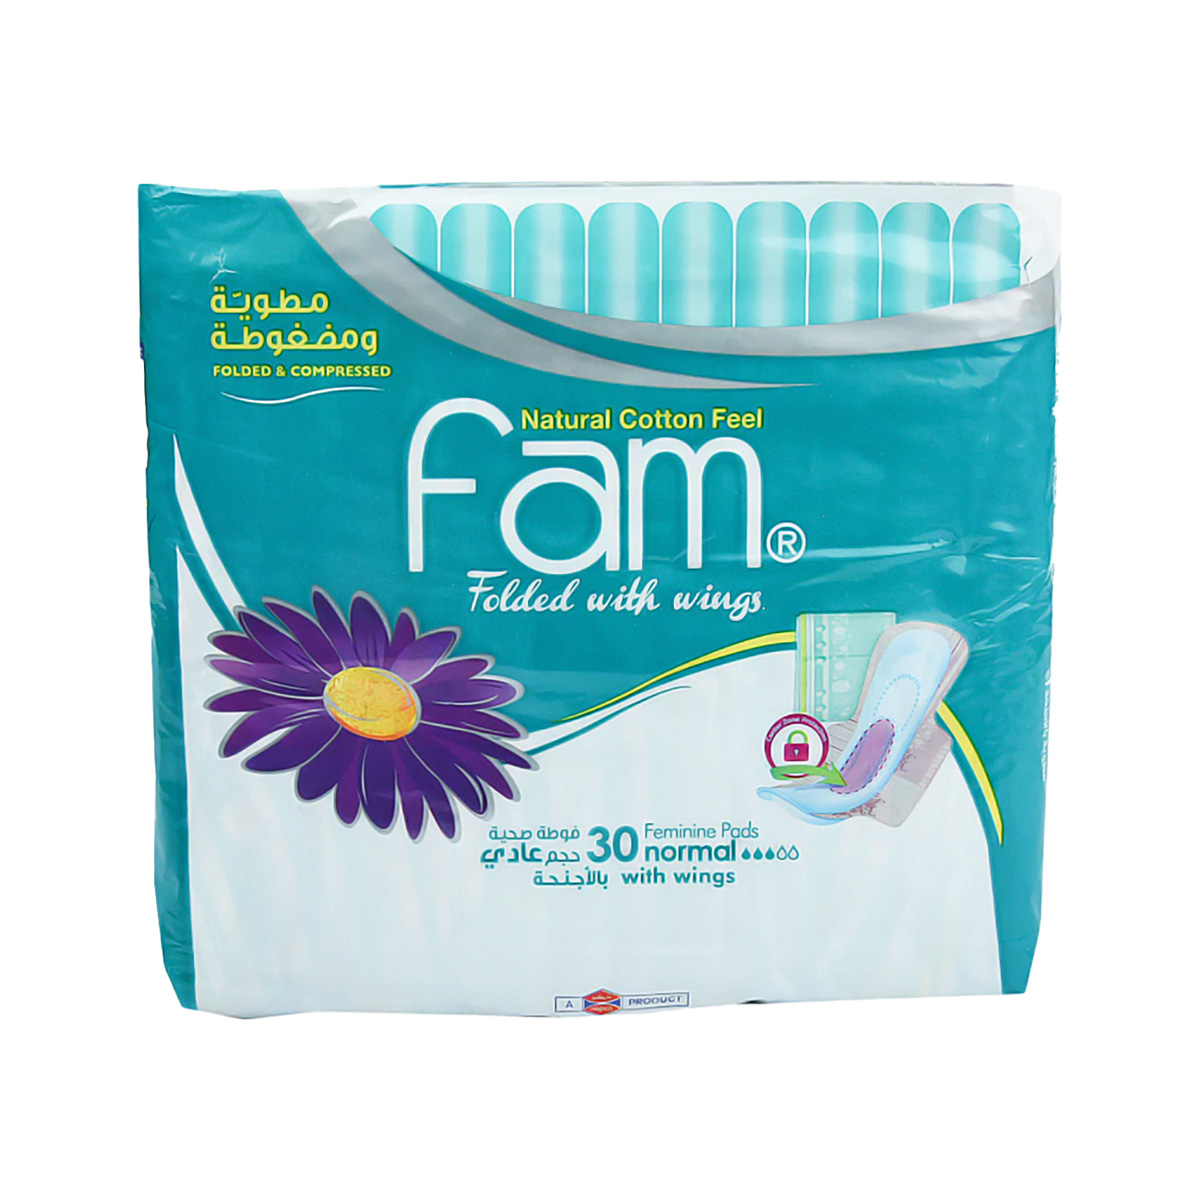 مطويّة
ومضغوطة
FOLDED & COMPRESSED
Natural Cotton Feel
fam®
Folded with wings
فوطة صحية 30 Feminine Pads
حجم عادي normal
بالأجنحة with wings
A PRODUCT